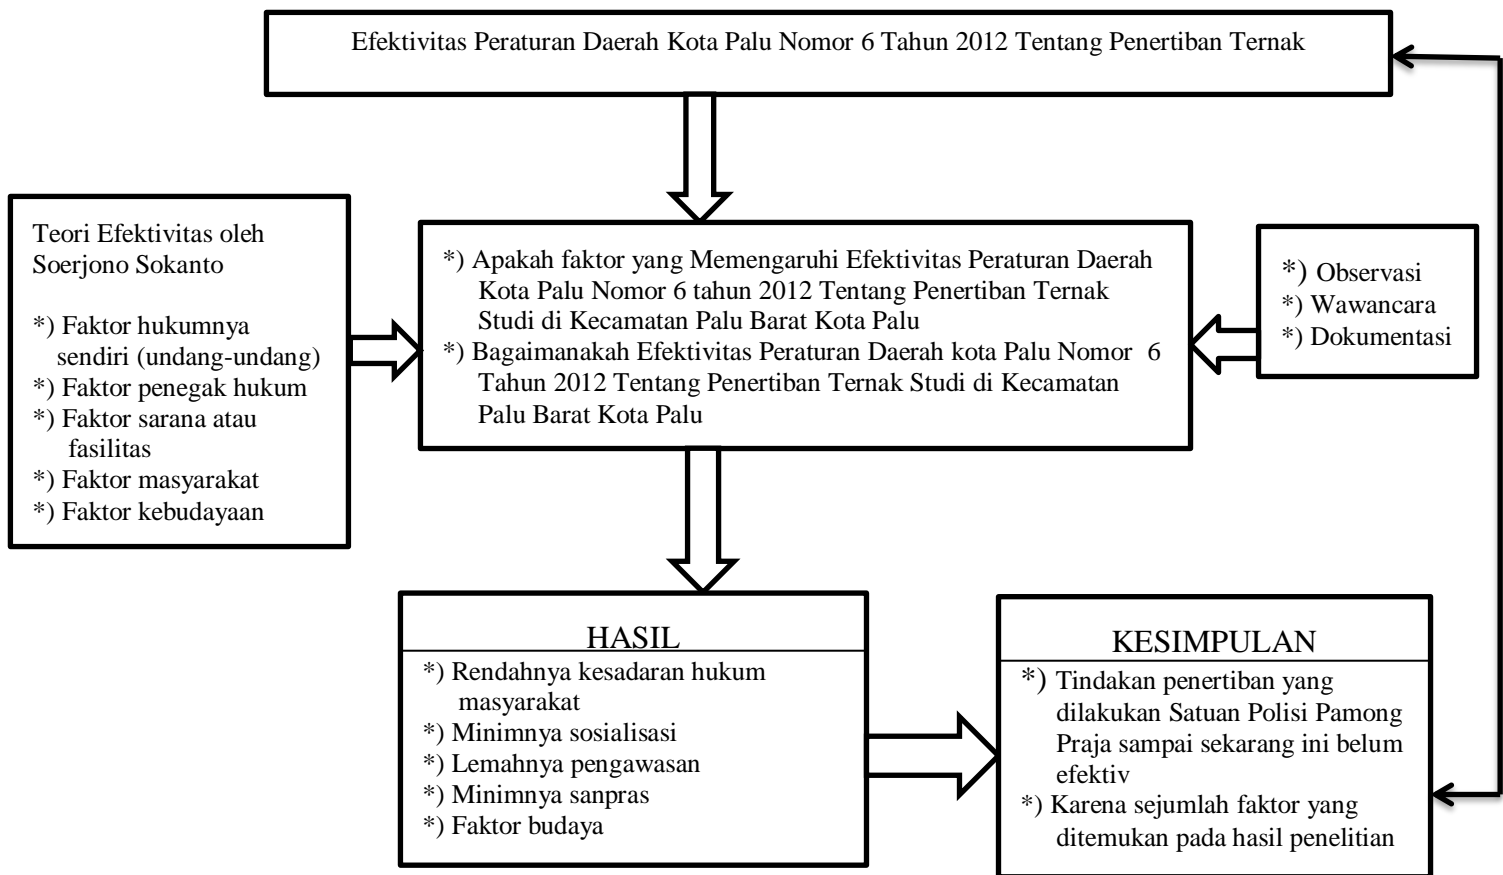 Efektivitas Peraturan Daerah Kota Palu Nomor 6 Tahun 2012 Tentang Penertiban Ternak
Teori Efektivitas oleh
Soerjono Sokanto
*) Faktor hukumnya
sendiri (undang-undang)
*) Faktor penegak hukum
*) Faktor sarana atau
fasilitas
*) Faktor masyarakat
*) Faktor kebudayaan
*) Apakah faktor yang Memengaruhi Efektivitas Peraturan Daerah
Kota Palu Nomor 6 tahun 2012 Tentang Penertiban Ternak
Studi di Kecamatan Palu Barat Kota Palu
*) Bagaimanakah Efektivitas Peraturan Daerah kota Palu Nomor 6
Tahun 2012 Tentang Penertiban Ternak Studi di Kecamatan
Palu Barat Kota Palu
*) Observasi
*) Wawancara
*) Dokumentasi
HASIL
*) Rendahnya kesadaran hukum
masyarakat
*) Minimnya sosialisasi
*) Lemahnya pengawasan
*) Minimnya sanpras
*) Faktor budaya
KESIMPULAN
*) Tindakan penertiban yang
dilakukan Satuan Polisi Pamong
Praja sampai sekarang ini belum
efektiv
*) Karena sejumlah faktor yang
ditemukan pada hasil penelitian